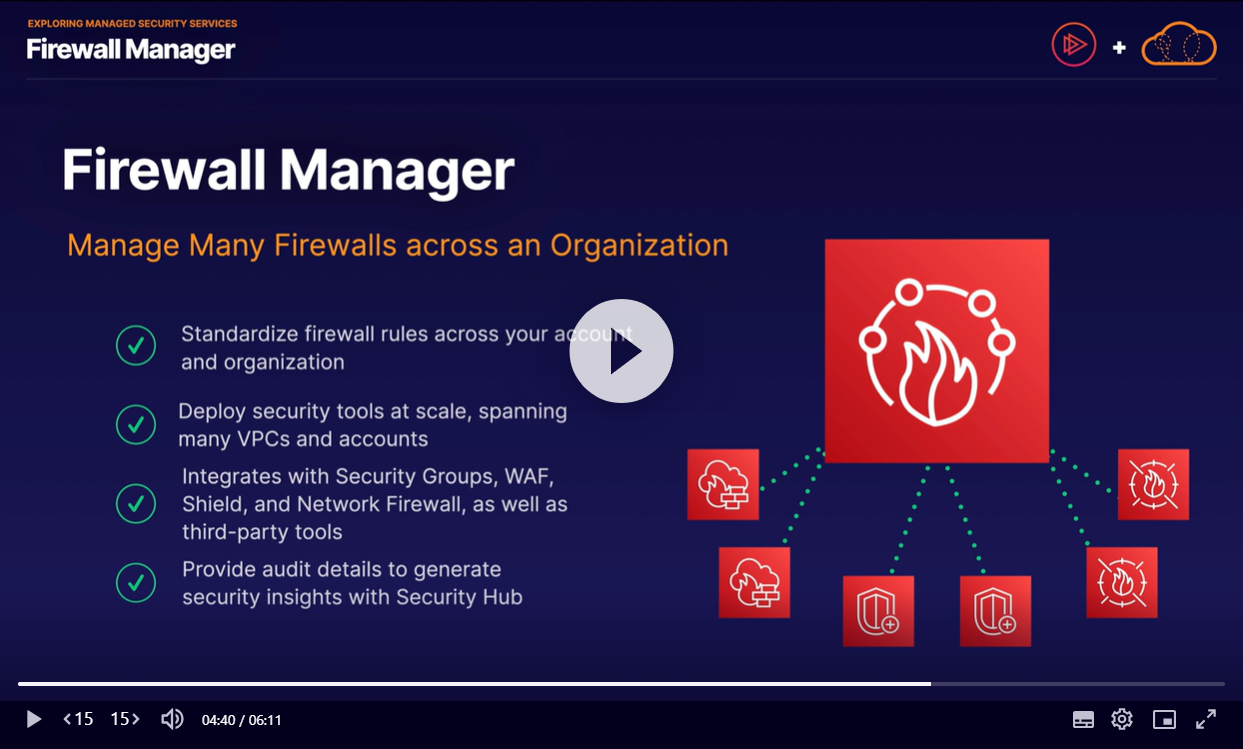 EXPLORING MANAGED SECURITY SERVICES
Firewall Manager
+
Firewall Manager
Manage Many Firewalls across an Organization
Standardize firewall rules across your account
and organization
Deploy security tools at scale, spanning
many VPCs and accounts
Integrates with Security Groups, WAF,
Shield, and Network Firewall, as well as
third-party tools
Provide audit details to generate
security insights with Security Hub
<15 15> 04:40 / 06:11